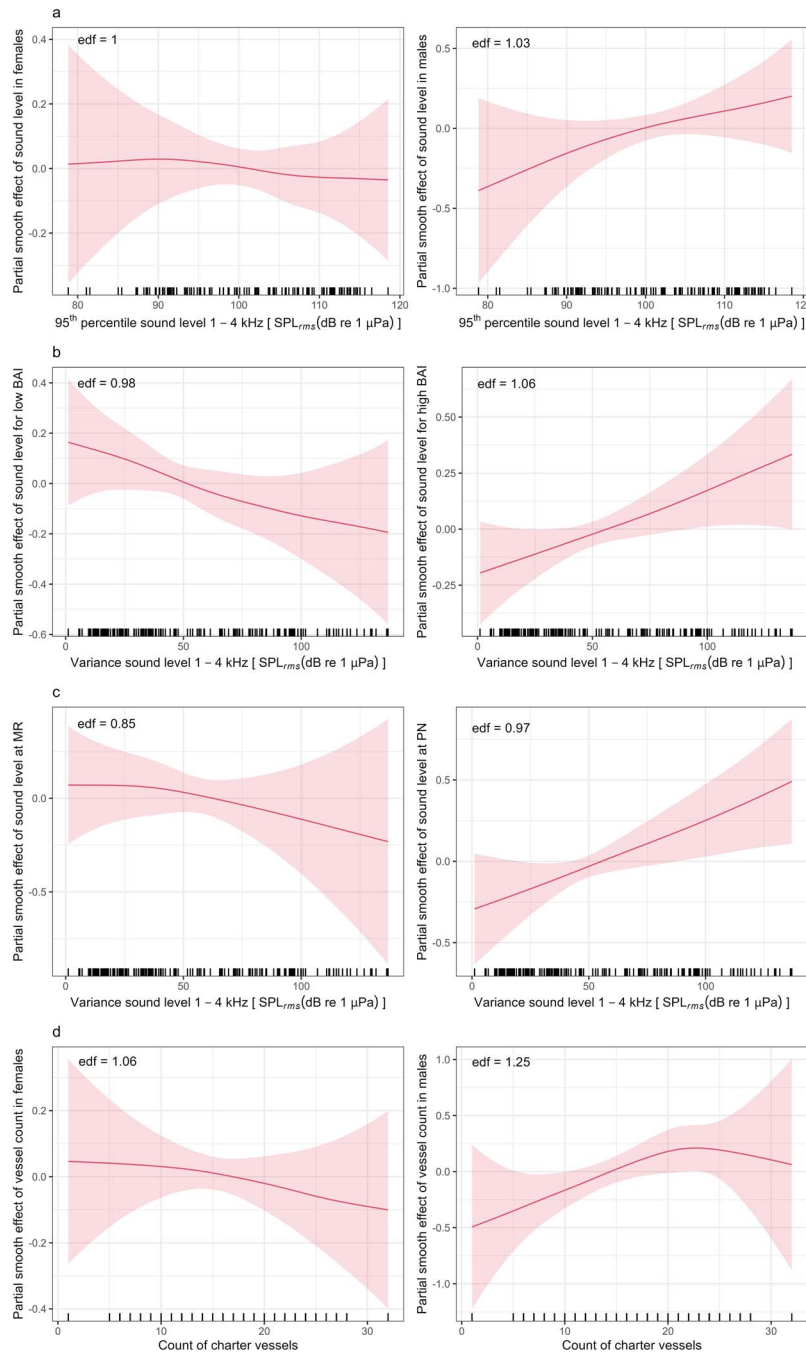 a
edf = 1
0.4
0.2
0.0
-0.2
Partial smooth effect of sound level in females
80 90 100 110 120
95th percentile sound level 1 – 4 kHz [ SPLrms(dB re 1 µPa) ]
edf = 1.03
0.5
0.0
-0.5
-1.0
Partial smooth effect of sound level in males
80 90 100 110 120
95th percentile sound level 1 – 4 kHz [ SPLrms(dB re 1 µPa) ]
b
edf = 0.98
0.4
0.2
0.0
-0.2
-0.4
-0.6
Partial smooth effect of sound level for low BAI
0 50 100
Variance sound level 1 – 4 kHz [ SPLrms(dB re 1 µPa) ]
edf = 1.06
0.50
0.25
0.00
-0.25
Partial smooth effect of sound level for high BAI
0 50 100
Variance sound level 1 – 4 kHz [ SPLrms(dB re 1 µPa) ]
c
edf = 0.85
0.0
-0.5
Partial smooth effect of sound level at MR
0 50 100
Variance sound level 1 – 4 kHz [ SPLrms(dB re 1 µPa) ]
edf = 0.97
0.5
0.0
-0.5
Partial smooth effect of sound level at PN
0 50 100
Variance sound level 1 – 4 kHz [ SPLrms(dB re 1 µPa) ]
d
edf = 1.06
0.2
0.0
-0.2
-0.4
Partial smooth effect of vessel count in females
0 10 20 30
Count of charter vessels
edf = 1.25
1.0
0.5
0.0
-0.5
-1.0
Partial smooth effect of vessel count in males
0 10 20 30
Count of charter vessels